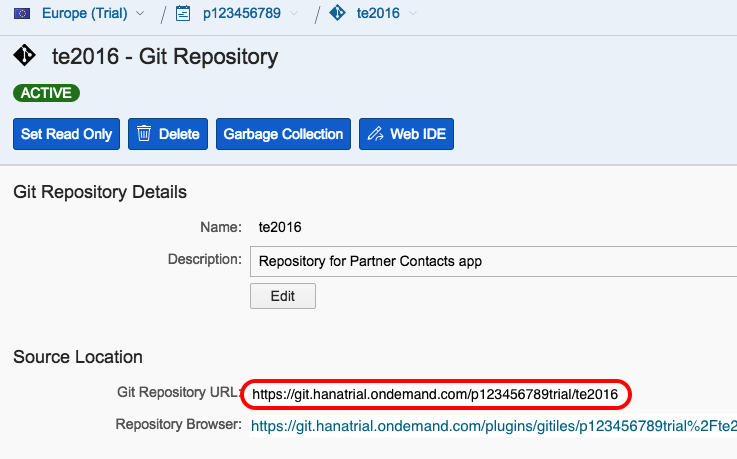 Europe (Trial) / p123456789 / te2016
te2016 - Git Repository
ACTIVE
Set Read Only Delete Garbage Collection Web IDE
Git Repository Details
Name: te2016
Description: Repository for Partner Contacts app
Edit
Source Location
Git Repository URL: https://git.hanatrial.ondemand.com/p123456789trial/te2016
Repository Browser: https://git.hanatrial.ondemand.com/plugins/gitiles/p123456789trial%2Fte2